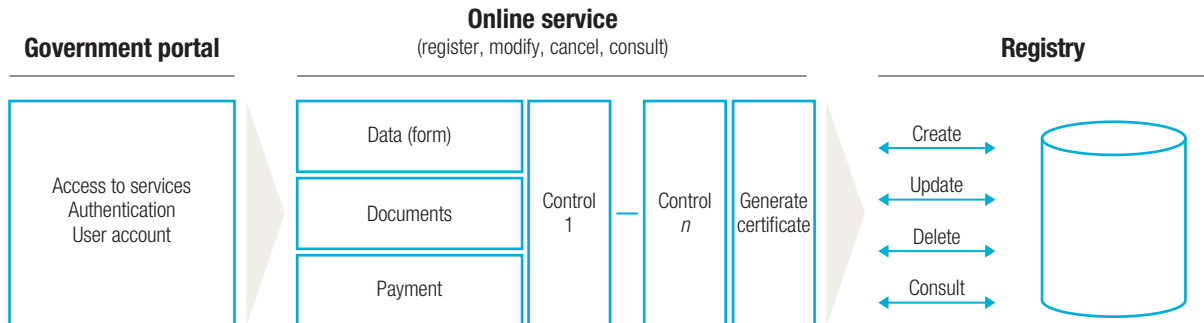 Government portal
Access to services
Authentication
User account
Online service
(register, modify, cancel, consult)
Data (form)
Documents
Payment
Control
1
Control
n
Generate
certificate
Registry
Create
Update
Delete
Consult